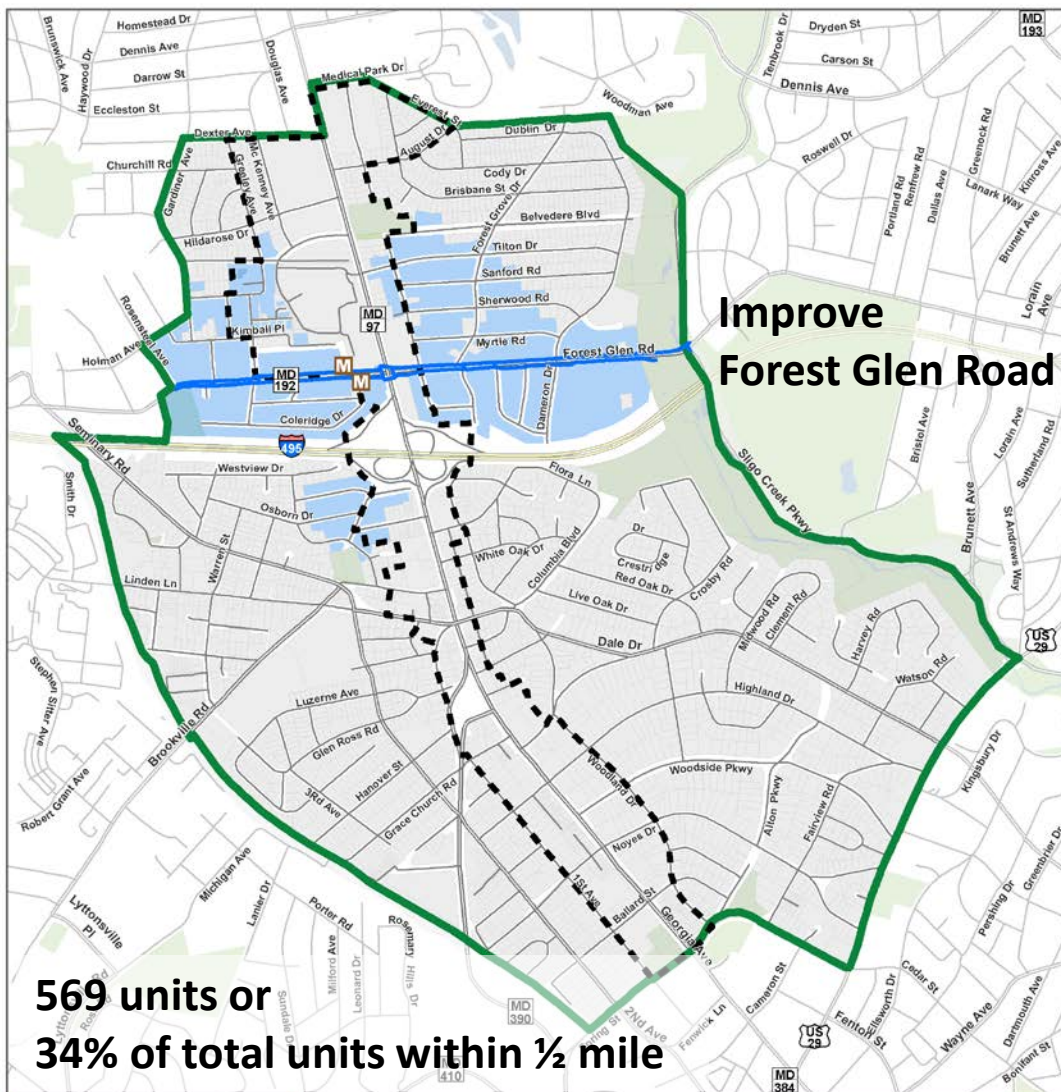 Homestead Dr
Dennis Ave
Darrow St
Eccleston St
Brunswick Ave
Haywood Dr
Douglas Ave
Medical Park Dr
Everest St
Woodman Ave
Tenbrook Dr
Dryden St
Carson St
Dennis Ave
MD
193
Dexter Ave
Churchill Rd
Gardiner Ave
Greeley Ave
Mc Kenney Ave
August Dr
Dublin Dr
Cody Dr
Brisbane St
Forest Grove Dr
Belvedere Blvd
Roswell Dr
Portland Rd
Renfrew Rd
Dallas Ave
Greenock Rd
Kinross Ave
Lanark Way
Brunett Ave
Lorain Ave
Hildarose Dr
Tilton Dr
Sanford Rd
Sherwood Rd
Rosensteel Ave
Holman Ave
Kimball Pl
MD
97
Myrtle Rd
Forest Glen Rd
Improve
Forest Glen Road
M
M
MD
192
Coleridge Dr
Dameron Dr
495
Seminary Rd
Smith Dr
Westview Dr
Osborn Dr
Flora Ln
Sligo Creek Pkwy
Bristol Ave
Lorain Ave
Sutherland Rd
Brunett Ave
St Andrews Way
Warren St
Linden Ln
White Oak Dr
Columbia Blvd
Dr
Crestridge
Red Oak Dr
Crosby Rd
Live Oak Dr
Dale Dr
Midwood Rd
Clement Rd
Harvey Rd
Watson Rd
US
29
Stephen Sitter Ave
Luzerne Ave
Highland Dr
Glen Ross Rd
Brookville Rd
Hanover St
3Rd Ave
Grace Church Rd
Woodland Dr
Woodside Pkwy
Alton Pkwy
Fairview Rd
Kingsbury Dr
Robert Grant Ave
Noyes Dr
Michigan Ave
Lanier Dr
Porter Rd
1St Ave
Ballard St
Georgia Ave
Greenbrier Dr
Pershing Dr
Lyttonsville
Pl
Milford Ave
Leonard Dr
Rosemary Hills Dr
Sundale Dr
MD
390
MD
410
Spring St
2Nd Ave
Fenwick Ln
Cameron St
Cedar St
Ellsworth Dr
Fenton St
Wayne Ave
Dartmouth Ave
Bonifant St
US
29
MD
384
569 units or
34% of total units within ½ mile